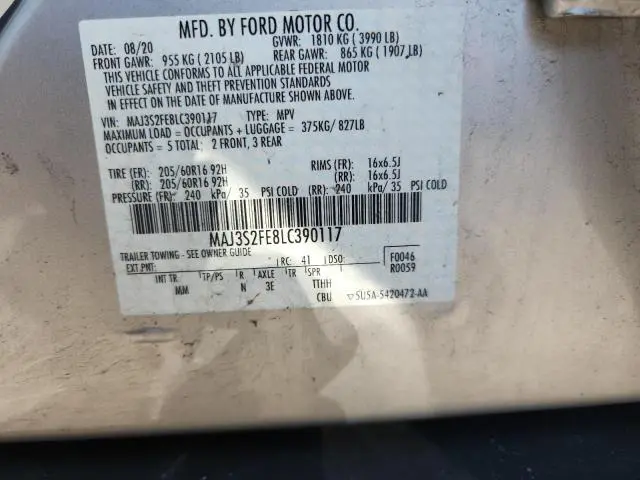 MFD. BY FORD MOTOR CO.
DATE: 08/20 GVWR: 1810 KG ( 3990 LB)
FRONT GAWR: 955 KG ( 2105 LB) REAR GAWR: 865 KG ( 1907 LB)
THIS VEHICLE CONFORMS TO ALL APPLICABLE FEDERAL MOTOR
VEHICLE SAFETY AND THEFT PREVENTION STANDARDS
IN EFFECT ON THE DATE OF MANUFACTURE SHOWN ABOVE.
VIN: MAJ3S2FE8LC390117 TYPE: MPV
MAXIMUM LOAD = OCCUPANTS + LUGGAGE = 375KG/ 827LB
OCCUPANTS = 5 TOTAL: 2 FRONT, 3 REAR
TIRE (FR): 205/60R16 92H RIMS (FR): 16x6.5J
(RR): 205/60R16 92H (RR): 16x6.5J
PRESSURE (FR): 240 kPa/ 35 PSI COLD (RR): 240 kPa/ 35 PSI COLD
MAJ3S2FE8LC390117
TRAILER TOWING - SEE OWNER GUIDE
EXT PNT: RC: 41 DSO: F0046
R0059
INT TR TP/PS R AXLE TR SPR
MM N 3E TTHH
CBU 5U5A-5420472-AA